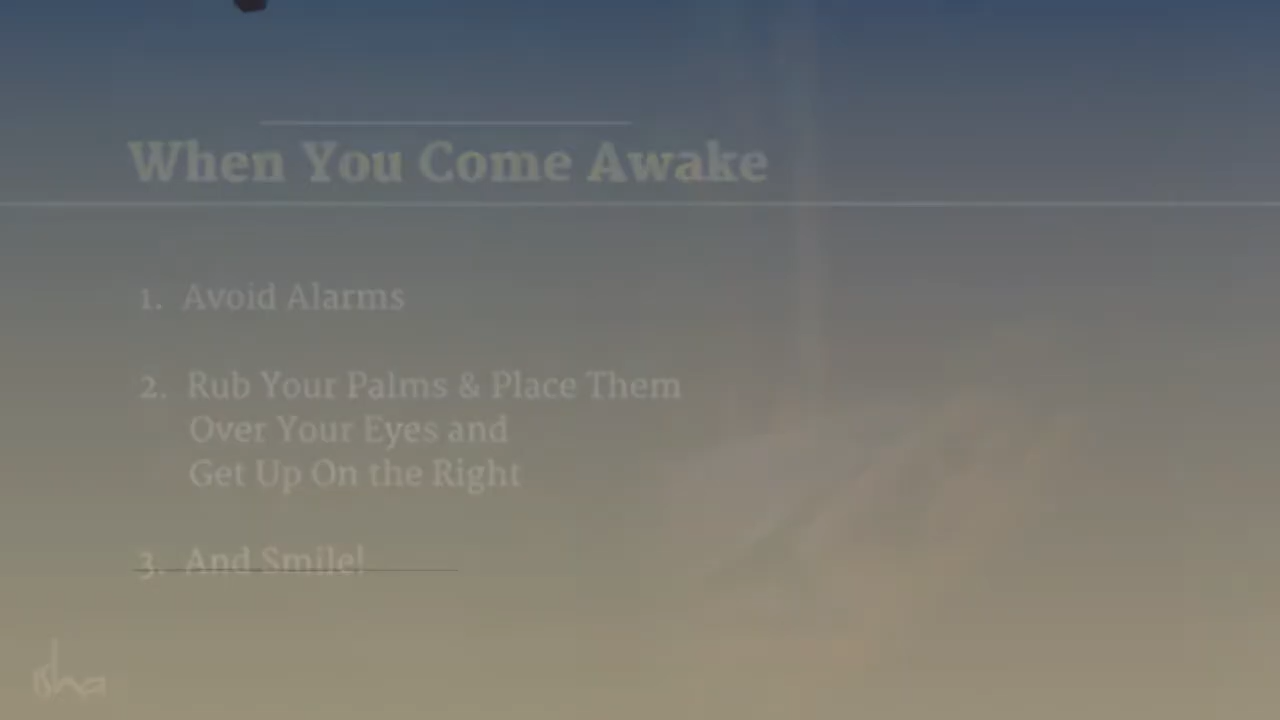 When You Come Awake
1. Avoid Alarms
2. Rub Your Palms & Place Them
Over Your Eyes and
Get Up On the Right
3. And Smile!
isha